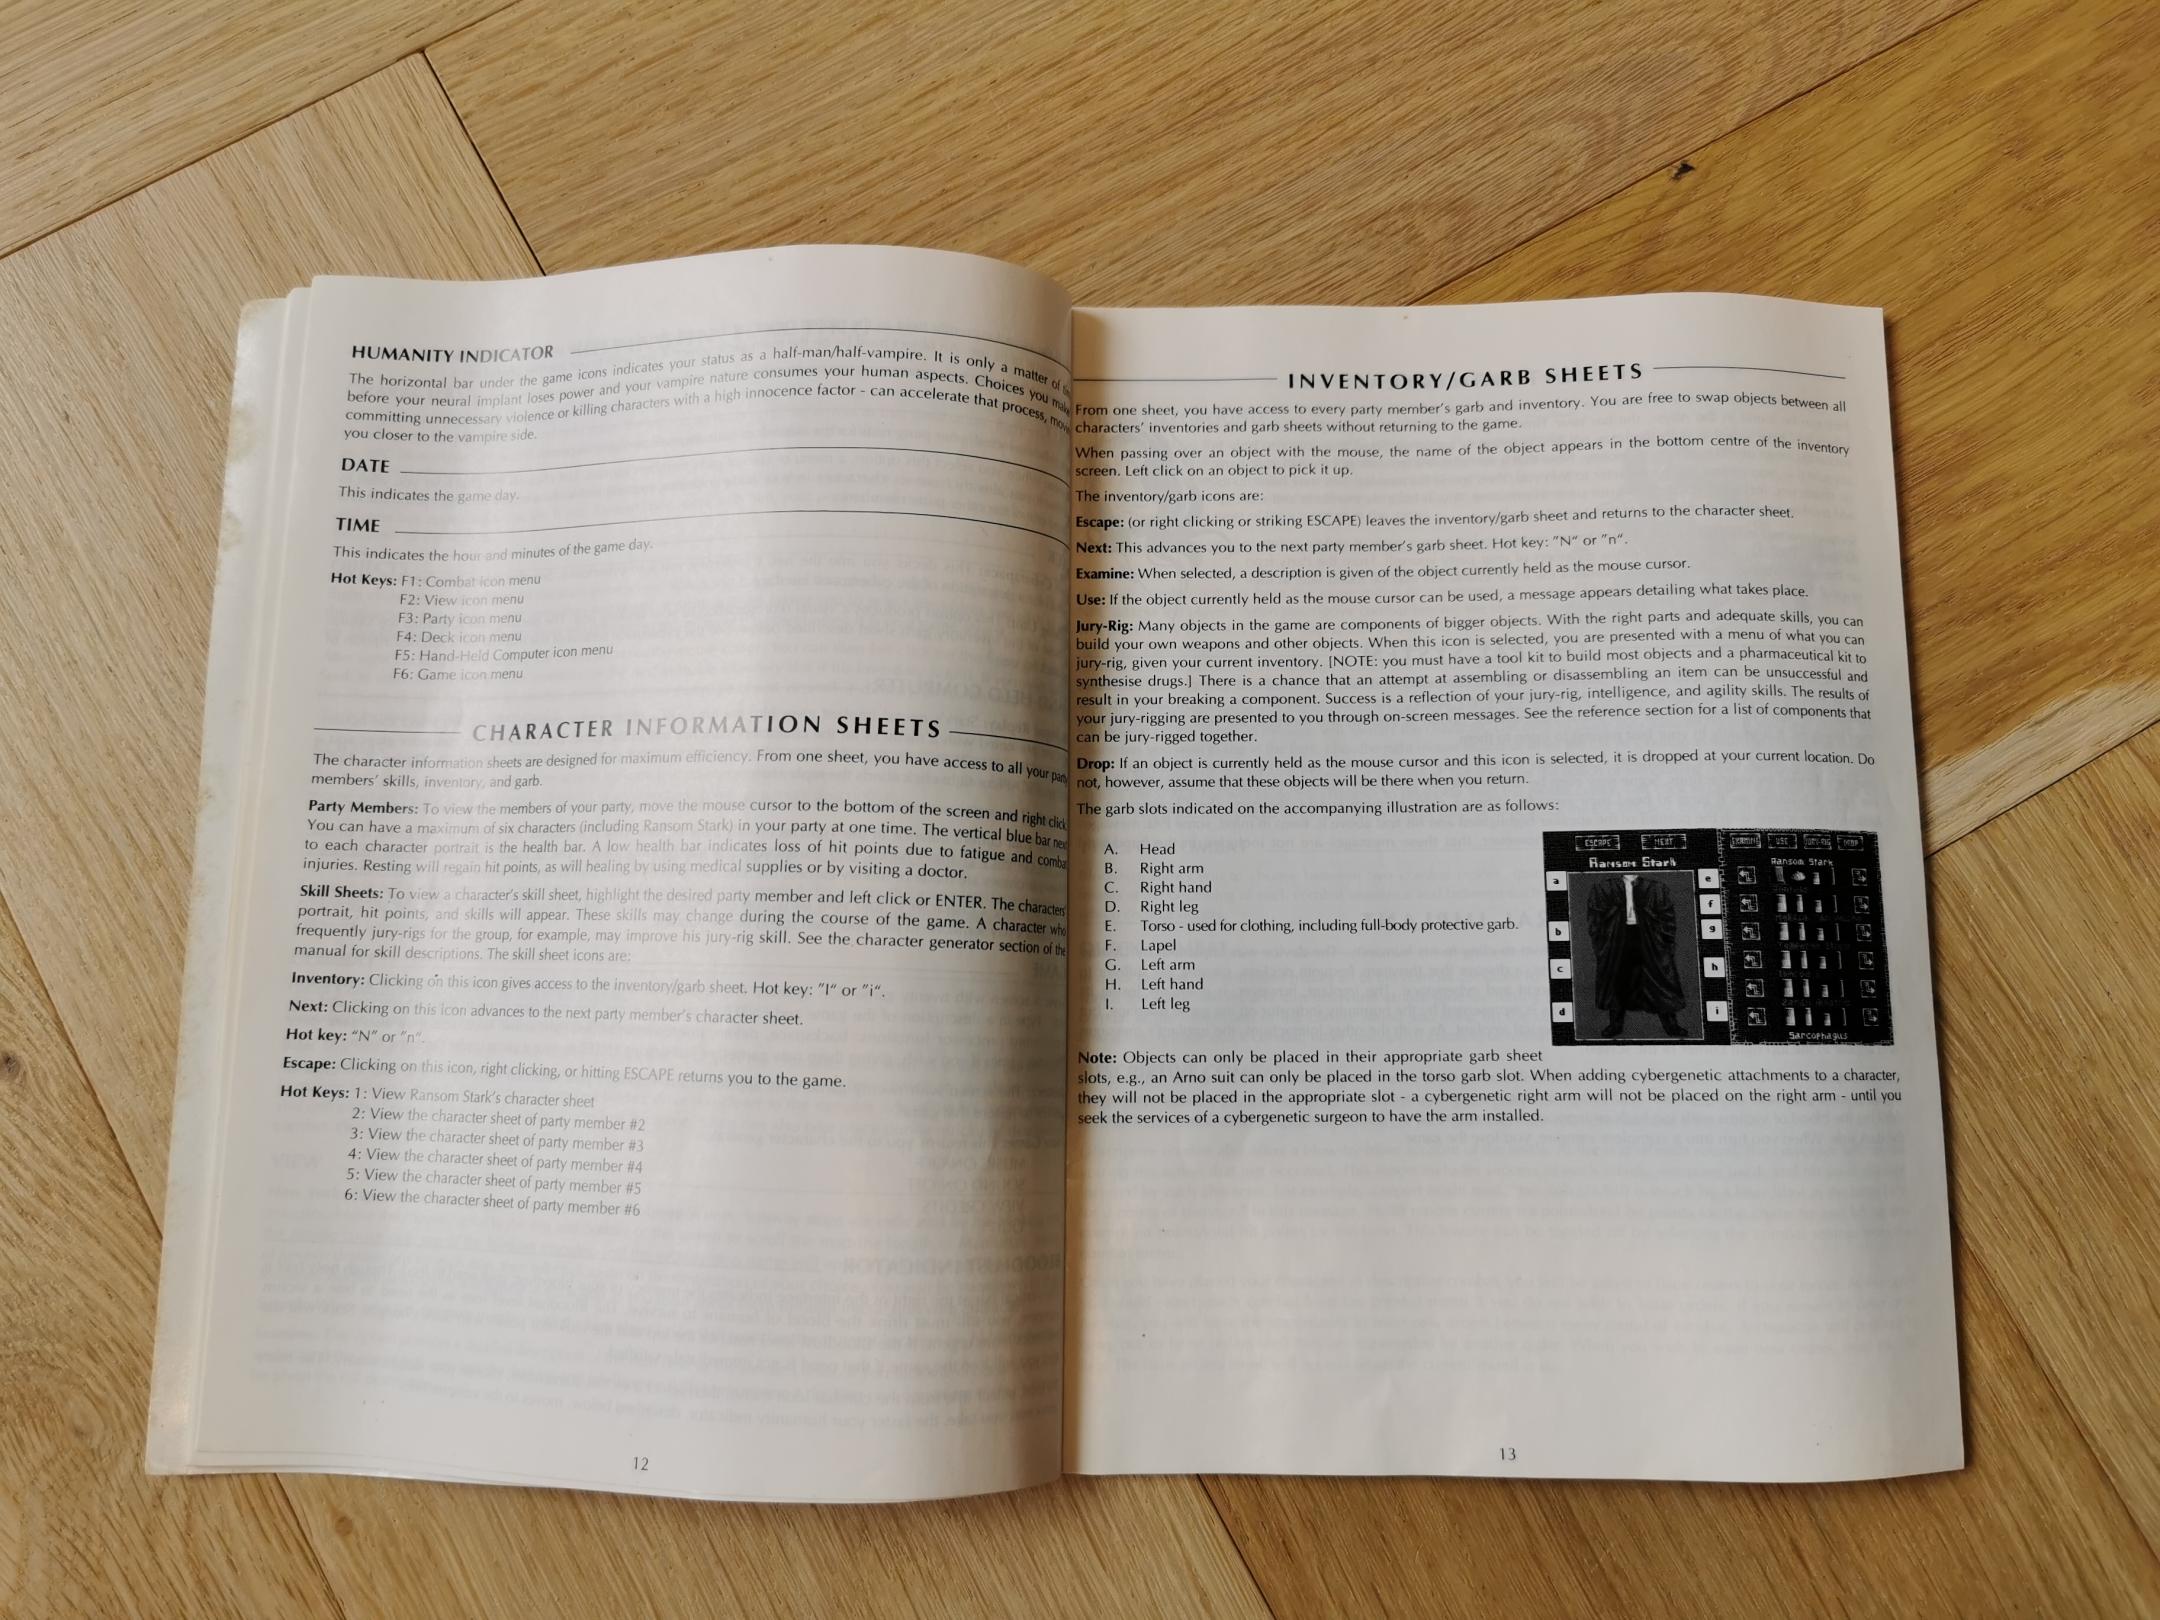 HUMANITY INDICATOR
The horizontal bar under the game icons indicates your status as a half-man/half-vampire. It is only a matter of
before your neural implant loses power and your vampire nature consumes your human aspects. Choices you make
committing unnecessary violence or killing characters with a high innocence factor - can accelerate that process,
you closer to the vampire side.
DATE
This indicates the game day.
TIME
This indicates the hour and minutes of the game day.
Hot Keys: F1: Combat icon menu
F2: View icon menu
F3: Party icon menu
F4: Deck icon menu
F5: Hand-Held Computer icon menu
F6: Game icon menu
CHARACTER INFORMATION SHEETS
The character information sheets are designed for maximum efficiency. From one sheet, you have access to all your party
members' skills, inventory, and garb.
Party Members: To view the members of your party, move the mouse cursor to the bottom of the screen and right click.
You can have a maximum of six characters (including Ransom Stark) in your party at one time. The vertical blue bar next
to each character portrait is the health bar. A low health bar indicates loss of hit points due to fatigue and combat
injuries. Resting will regain hit points, as will healing by using medical supplies or by visiting a doctor.
Skill Sheets: To view a character's skill sheet, highlight the desired party member and left click or ENTER. The characters'
portrait, hit points, and skills will appear. These skills may change during the course of the game. A character who
frequently jury-rigs for the group, for example, may improve his jury-rig skill. See the character generator section of the
manual for skill descriptions. The skill sheet icons are:
Inventory: Clicking on this icon gives access to the inventory/garb sheet. Hot key: "I" or "i".
Next: Clicking on this icon advances to the next party member's character sheet.
Hot key: "N" or "n".
Escape: Clicking on this icon, right clicking, or hitting ESCAPE returns you to the game.
Hot Keys: 1: View Ransom Stark's character sheet
2: View the character sheet of party member #2
3: View the character sheet of party member #3
4: View the character sheet of party member #4
5: View the character sheet of party member #5
6: View the character sheet of party member #6
12
INVENTORY/GARB SHEETS
From one sheet, you have access to every party member's garb and inventory. You are free to swap objects between all
characters' inventories and garb sheets without returning to the game.
When passing over an object with the mouse, the name of the object appears in the bottom centre of the inventory
screen. Left click on an object to pick it up.
The inventory/garb icons are:
Escape: (or right clicking or striking ESCAPE) leaves the inventory/garb sheet and returns to the character sheet.
Next: This advances you to the next party member's garb sheet. Hot key: "N" or "n".
Examine: When selected, a description is given of the object currently held as the mouse cursor.
Use: If the object currently held as the mouse cursor can be used, a message appears detailing what takes place.
Jury-Rig: Many objects in the game are components of bigger objects. With the right parts and adequate skills, you can
build your own weapons and other objects. When this icon is selected, you are presented with a menu of what you can
jury-rig, given your current inventory. [NOTE: you must have a tool kit to build most objects and a pharmaceutical kit to
synthesise drugs.] There is a chance that an attempt at assembling or disassembling an item can be unsuccessful and
result in your breaking a component. Success is a reflection of your jury-rig, intelligence, and agility skills. The results of
your jury-rigging are presented to you through on-screen messages. See the reference section for a list of components that
can be jury-rigged together.
Drop: If an object is currently held as the mouse cursor and this icon is selected, it is dropped at your current location. Do
not, however, assume that these objects will be there when you return.
The garb slots indicated on the accompanying illustration are as follows:
A. Head
B. Right arm
C. Right hand
D. Right leg
E. Torso - used for clothing, including full-body protective garb.
F. Lapel
G. Left arm
H. Left hand
I. Left leg
ESCAPE NEXT EXAMINE USE JURY-RIG DROP
Ransom Stark Ransom Stark
a e
f
b g
c h
d i
Sarcophagus
Note: Objects can only be placed in their appropriate garb sheet
slots, e.g., an Arno suit can only be placed in the torso garb slot. When adding cybergenetic attachments to a character,
they will not be placed in the appropriate slot - a cybergenetic right arm will not be placed on the right arm - until you
seek the services of a cybergenetic surgeon to have the arm installed.
13